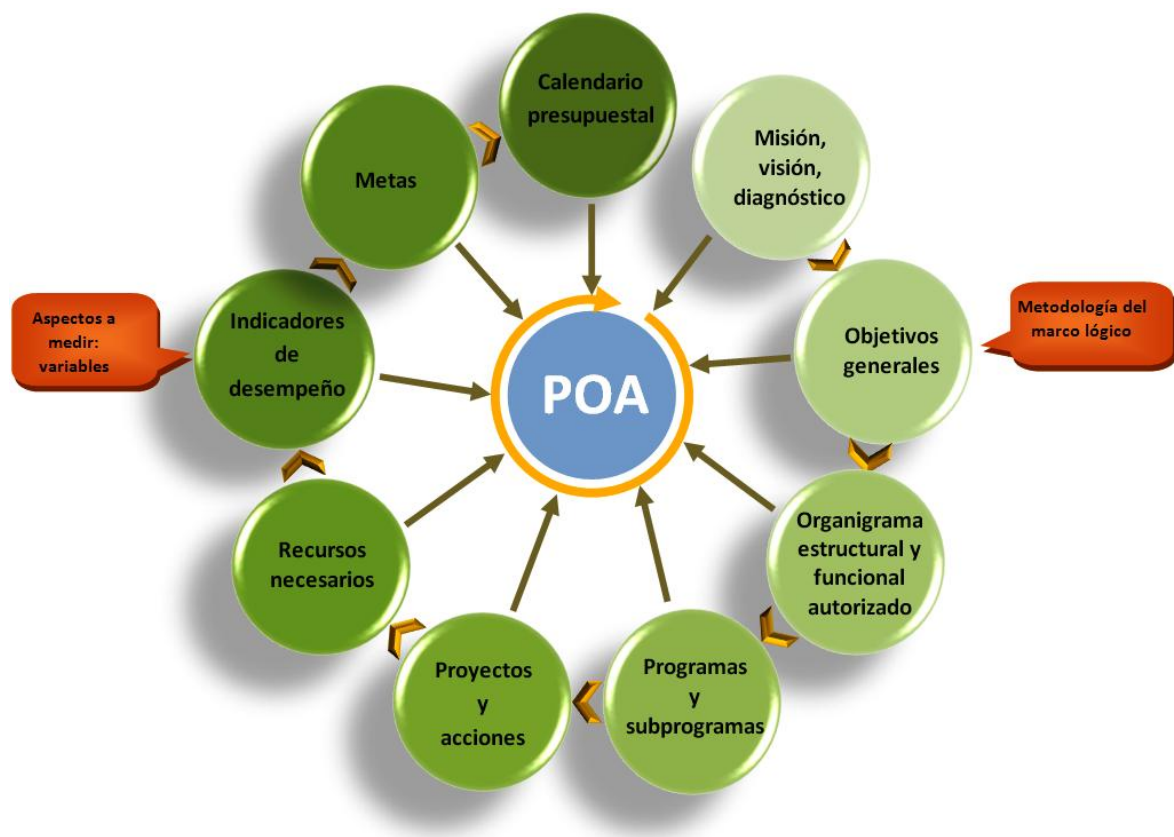 Calendario
presupuestal
Misión,
visión,
diagnóstico
Metas
Objetivos
generales
Metodología del
marco lógico
Aspectos a
medir:
variables
Indicadores
de
desempeño
POA
Organigrama
estructural y
funcional
autorizado
Recursos
necesarios
Programas
y
subprogramas
Proyectos
y
acciones